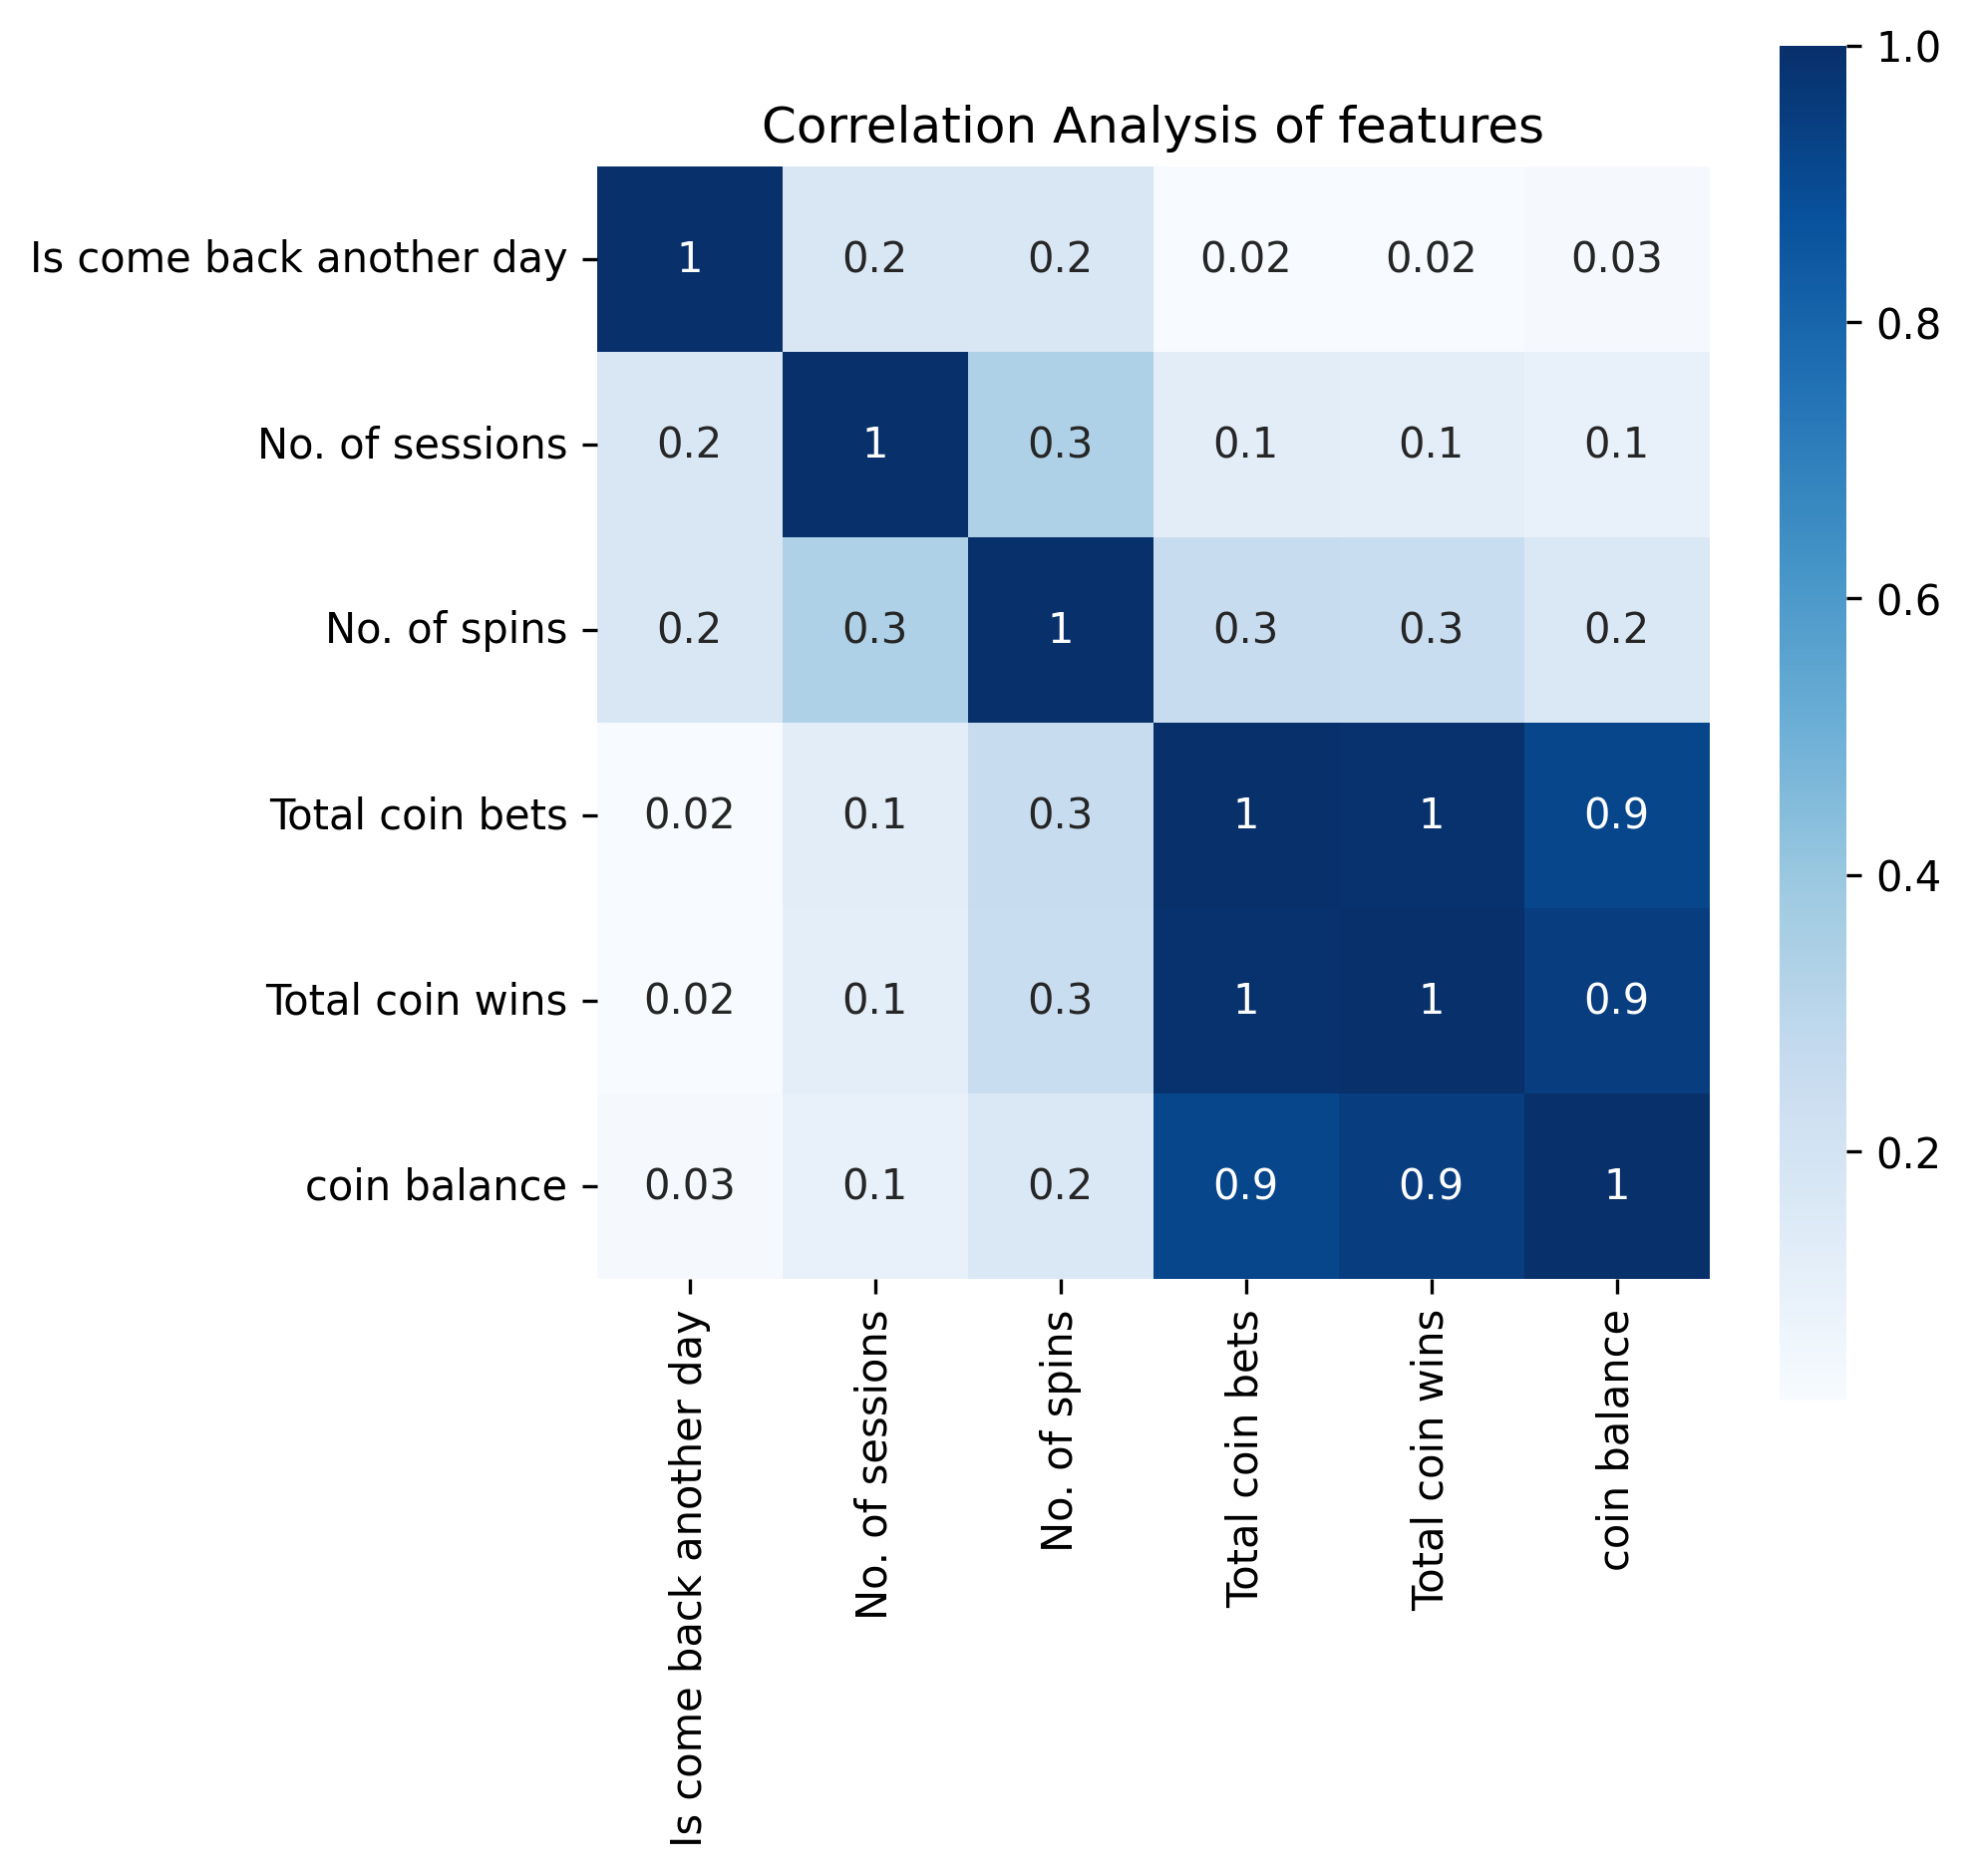 Correlation Analysis of features
Is come back another day 1 0.2 0.2 0.02 0.02 0.03
No. of sessions 0.2 1 0.3 0.1 0.1 0.1
No. of spins 0.2 0.3 1 0.3 0.3 0.2
Total coin bets 0.02 0.1 0.3 1 1 0.9
Total coin wins 0.02 0.1 0.3 1 1 0.9
coin balance 0.03 0.1 0.2 0.9 0.9 1
Is come back another day
No. of sessions
No. of spins
Total coin bets
Total coin wins
coin balance
1.0
0.8
0.6
0.4
0.2